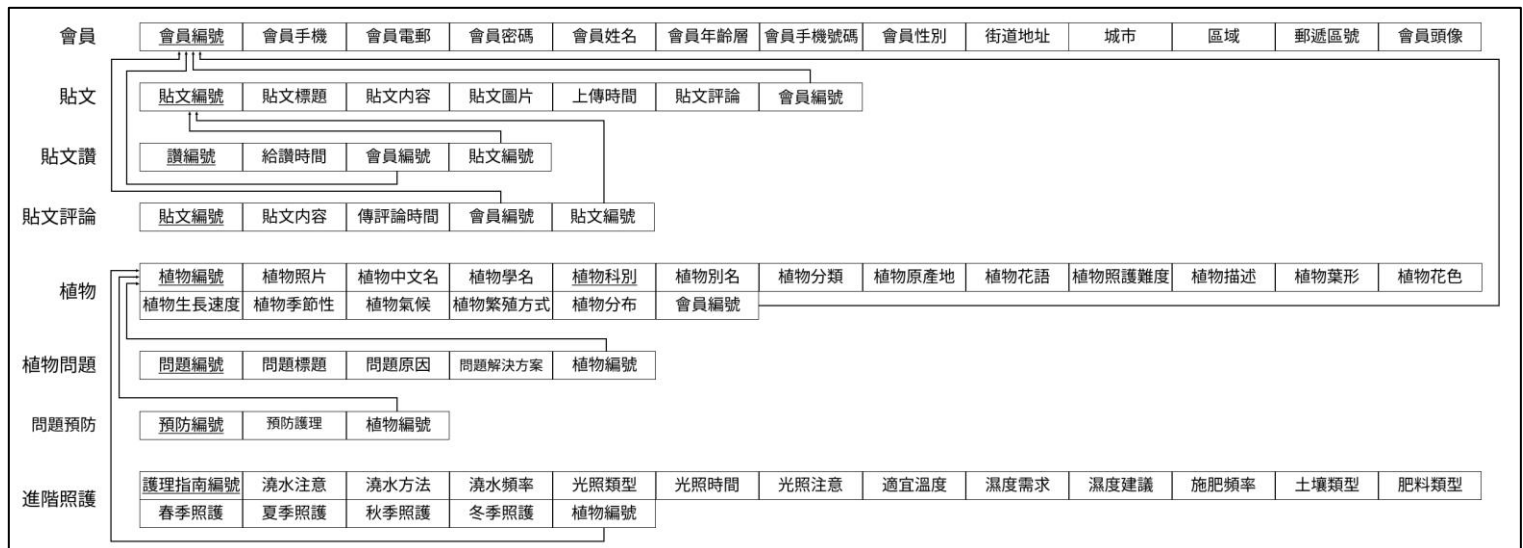 會員 會員編號 會員手機 會員電郵 會員密碼 會員姓名 會員年齡層 會員手機號碼 會員性別 街道地址 城市 區域 郵遞區號 會員頭像
貼文 貼文編號 貼文標題 貼文內容 貼文圖片 上傳時間 貼文評論 會員編號
貼文讚 讚編號 給讚時間 會員編號 貼文編號
貼文評論 貼文編號 貼文內容 傳評論時間 會員編號 貼文編號
植物 植物編號 植物照片 植物中文名 植物學名 植物科別 植物別名 植物分類 植物原產地 植物花語 植物照護難度 植物描述 植物葉形 植物花色
植物生長速度 植物季節性 植物氣候 植物繁殖方式 植物分布 會員編號
植物問題 問題編號 問題標題 問題原因 問題解決方案 植物編號
問題預防 預防編號 預防護理 植物編號
進階照護 護理指南編號 澆水注意 澆水方法 澆水頻率 光照類型 光照時間 光照注意 適宜溫度 濕度需求 濕度建議 施肥頻率 土壤類型 肥料類型
春季照護 夏季照護 秋季照護 冬季照護 植物編號